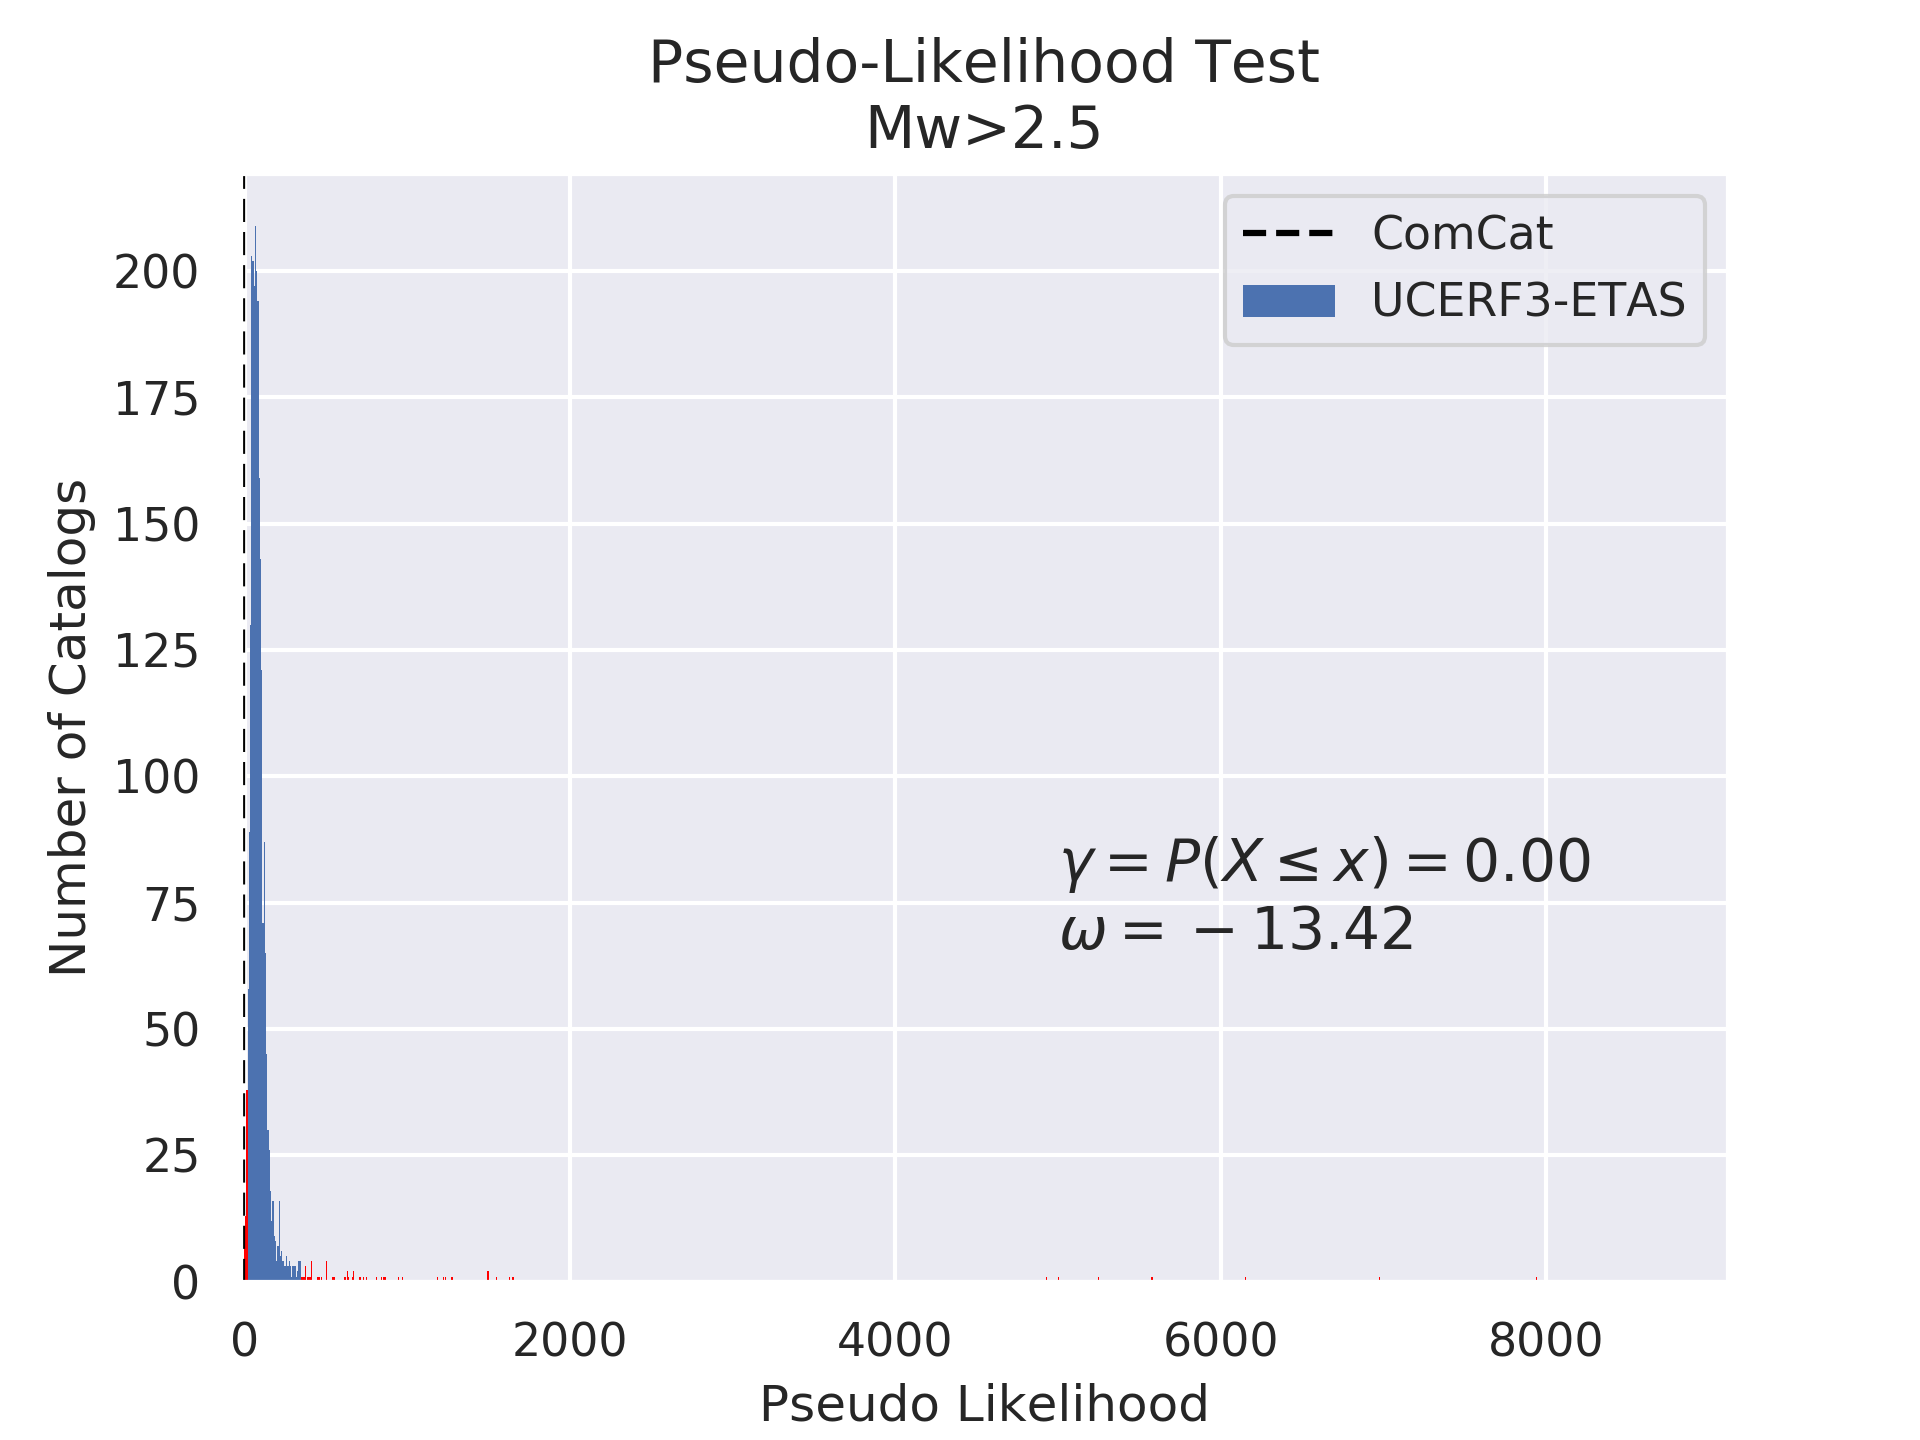 Pseudo-Likelihood Test
Mw>2.5
ComCat
UCERF3-ETAS
200
175
150
125
100
75
50
25
0
Number of Catalogs
γ = P(X ≤ x) = 0.00
ω = −13.42
0 2000 4000 6000 8000
Pseudo Likelihood